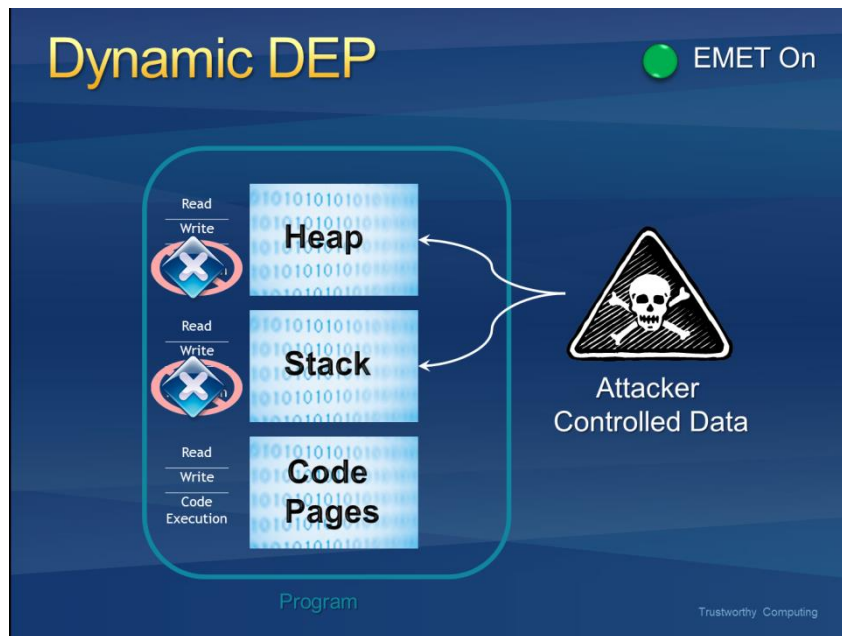 Dynamic DEP
EMET On
Read
Write
Heap
Read
Write
Stack
Read
Write
Code
Execution
Code
Pages
Attacker
Controlled Data
Program
Trustworthy Computing